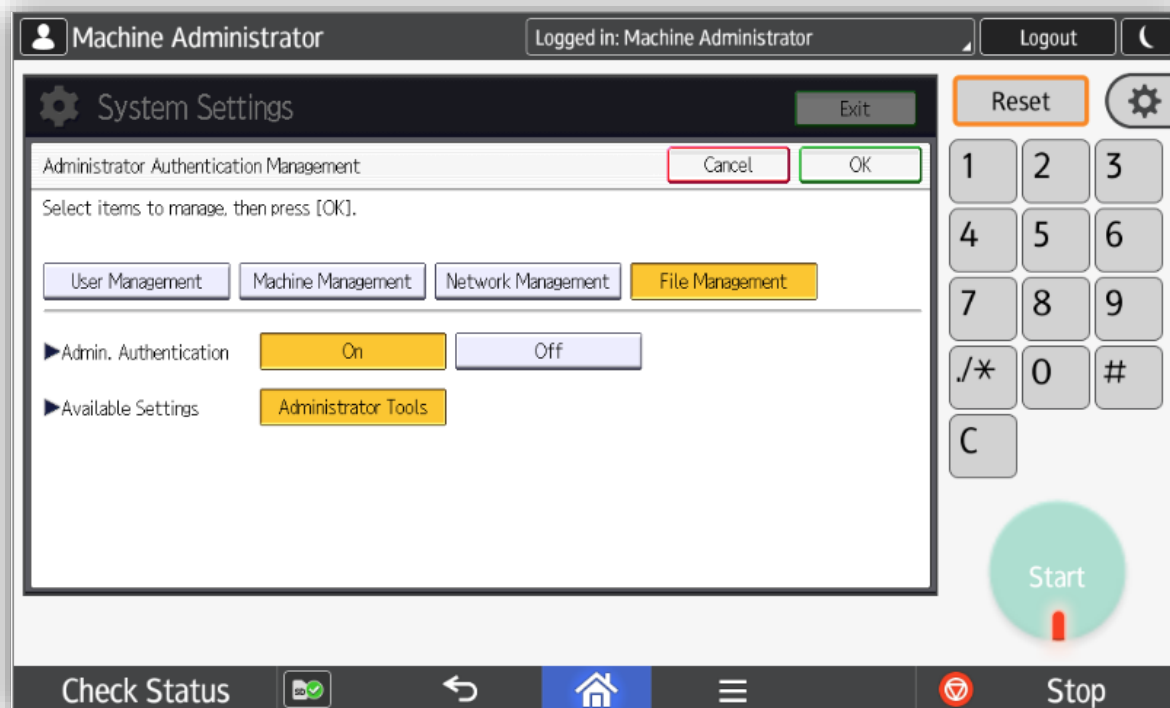 Machine Administrator Logged in: Machine Administrator Logout
System Settings Exit Reset
Administrator Authentication Management Cancel OK
Select items to manage, then press [OK].
User Management Machine Management Network Management File Management
▶Admin. Authentication On Off
▶Available Settings Administrator Tools
1 2 3
4 5 6
7 8 9
./* 0 #
C
Start
Check Status SD Stop